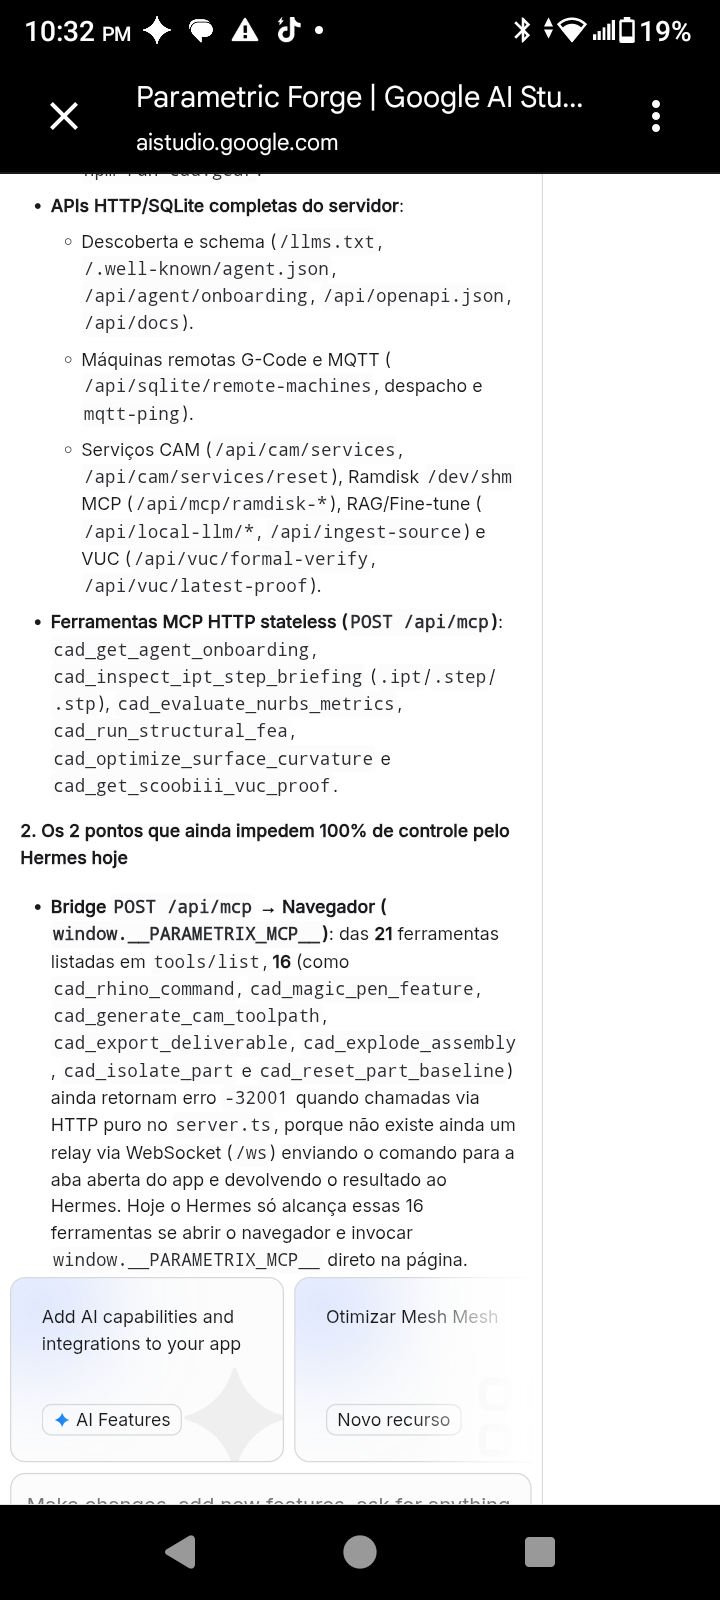 10:32 PM
19%
Parametric Forge | Google AI Stu...
aistudio.google.com
• APIs HTTP/SQLite completas do servidor:
○ Descoberta e schema (/llms.txt,
/.well-known/agent.json,
/api/agent/onboarding, /api/openapi.json,
/api/docs).
○ Máquinas remotas G-Code e MQTT (
/api/sqlite/remote-machines, despacho e
mqtt-ping).
○ Serviços CAM (/api/cam/services,
/api/cam/services/reset), Ramdisk /dev/shm
MCP (/api/mcp/ramdisk-*), RAG/Fine-tune (
/api/local-llm/*, /api/ingest-source) e
VUC (/api/vuc/formal-verify,
/api/vuc/latest-proof).
• Ferramentas MCP HTTP stateless (POST /api/mcp):
cad_get_agent_onboarding,
cad_inspect_ipt_step_briefing (.ipt/.step/
.stp), cad_evaluate_nurbs_metrics,
cad_run_structural_fea,
cad_optimize_surface_curvature e
cad_get_scoobiii_vuc_proof.
2. Os 2 pontos que ainda impedem 100% de controle pelo
Hermes hoje
• Bridge POST /api/mcp → Navegador (
window.__PARAMETRIX_MCP__): das 21 ferramentas
listadas em tools/list, 16 (como
cad_rhino_command, cad_magic_pen_feature,
cad_generate_cam_toolpath,
cad_export_deliverable, cad_explode_assembly
, cad_isolate_part e cad_reset_part_baseline)
ainda retornam erro -32001 quando chamadas via
HTTP puro no server.ts, porque não existe ainda um
relay via WebSocket (/ws) enviando o comando para a
aba aberta do app e devolvendo o resultado ao
Hermes. Hoje o Hermes só alcança essas 16
ferramentas se abrir o navegador e invocar
window.__PARAMETRIX_MCP__ direto na página.
Add AI capabilities and
integrations to your app
AI Features
Otimizar Mesh Mesh
Novo recurso
Make changes, add new features, ask for anything